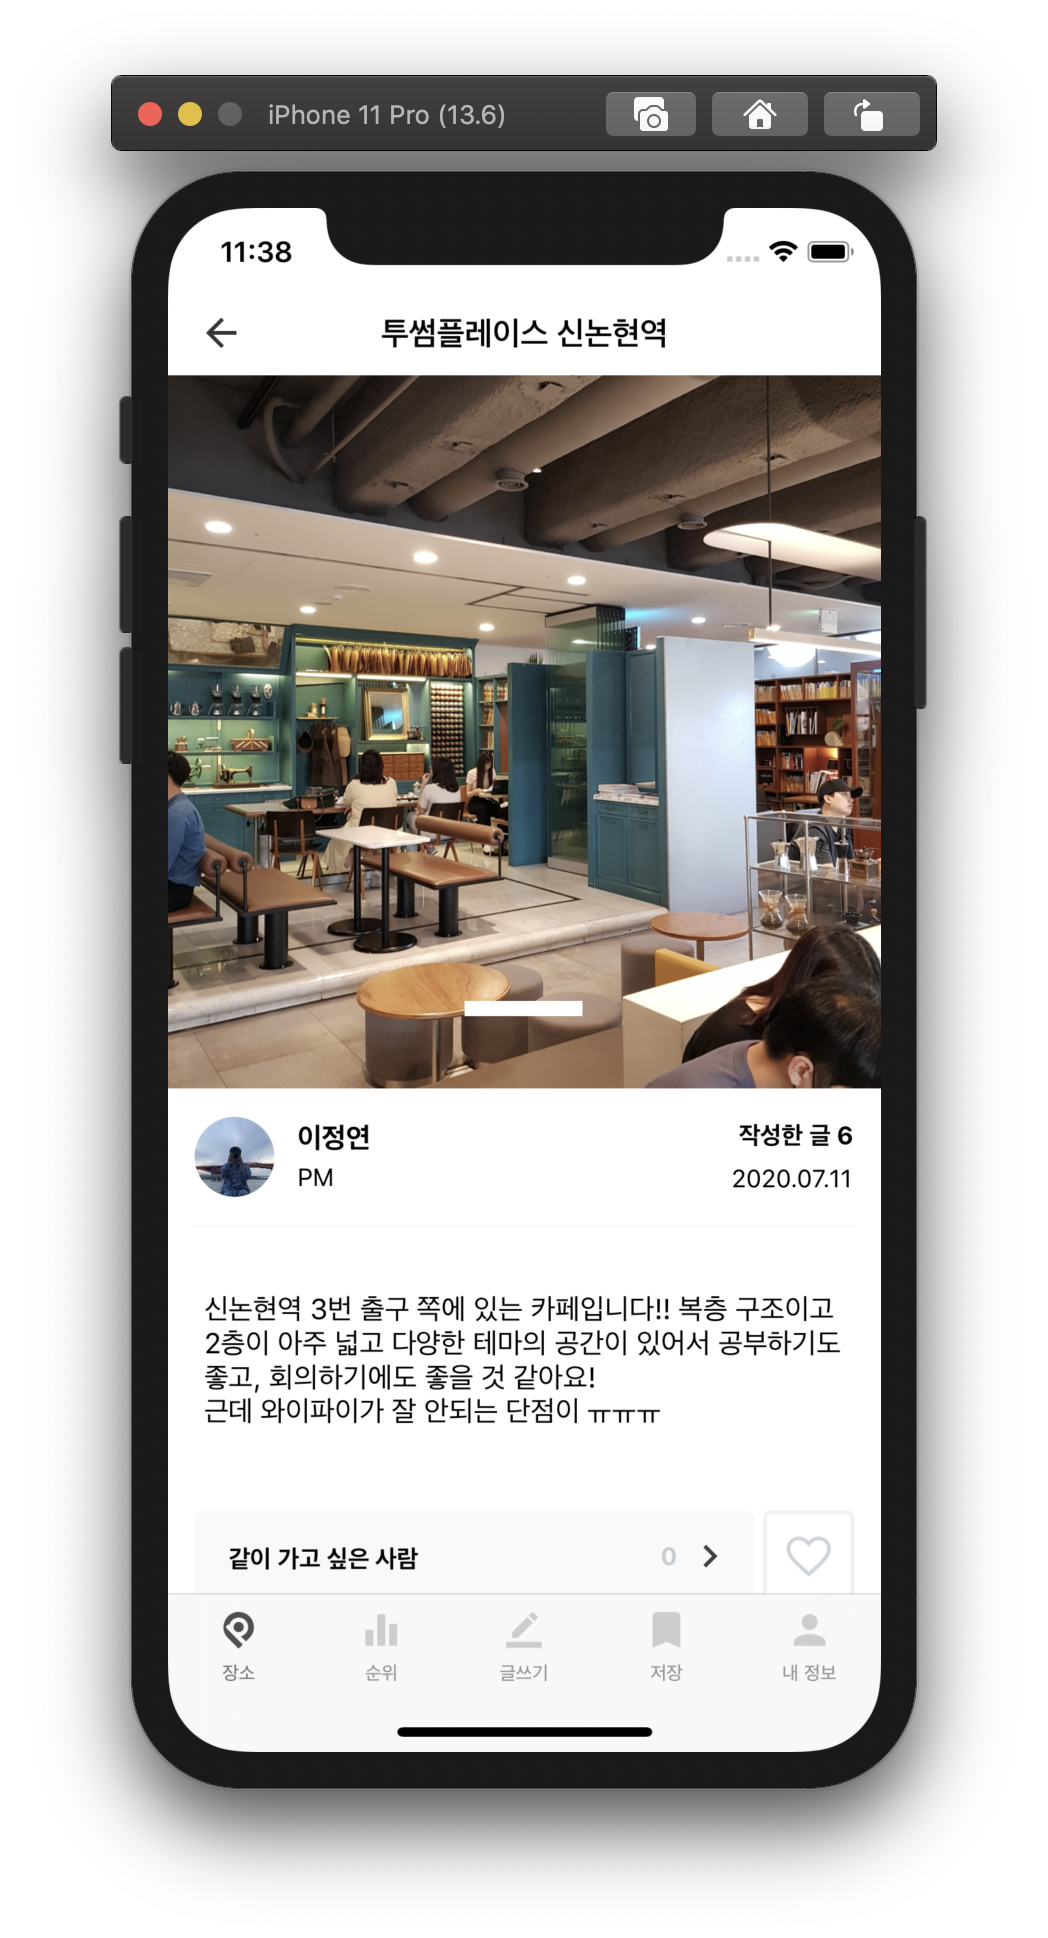 iPhone 11 Pro (13.6)
11:38
투썸플레이스 신논현역
이정연
작성한 글 6
PM
2020.07.11
신논현역 3번 출구 쪽에 있는 카페입니다!! 복층 구조이고
2층이 아주 넓고 다양한 테마의 공간이 있어서 공부하기도
좋고, 회의하기에도 좋을 것 같아요!
근데 와이파이가 잘 안되는 단점이 ㅠㅠㅠ
같이 가고 싶은 사람 0
장소 순위 글쓰기 저장 내 정보